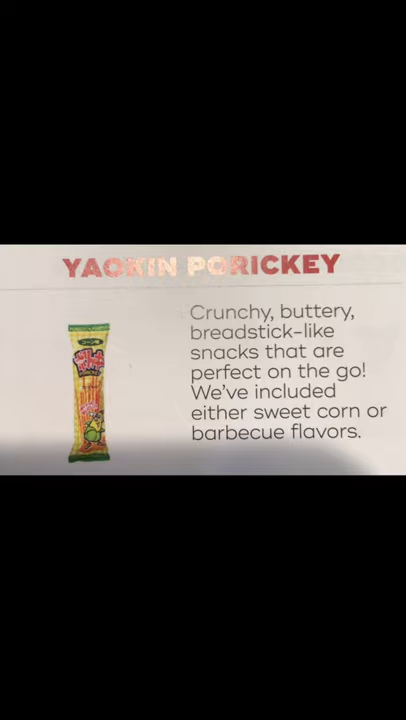 YAOKIN PORICKEY
Crunchy, buttery,
breadstick-like
snacks that are
perfect on the go!
We've included
either sweet corn or
barbecue flavors.